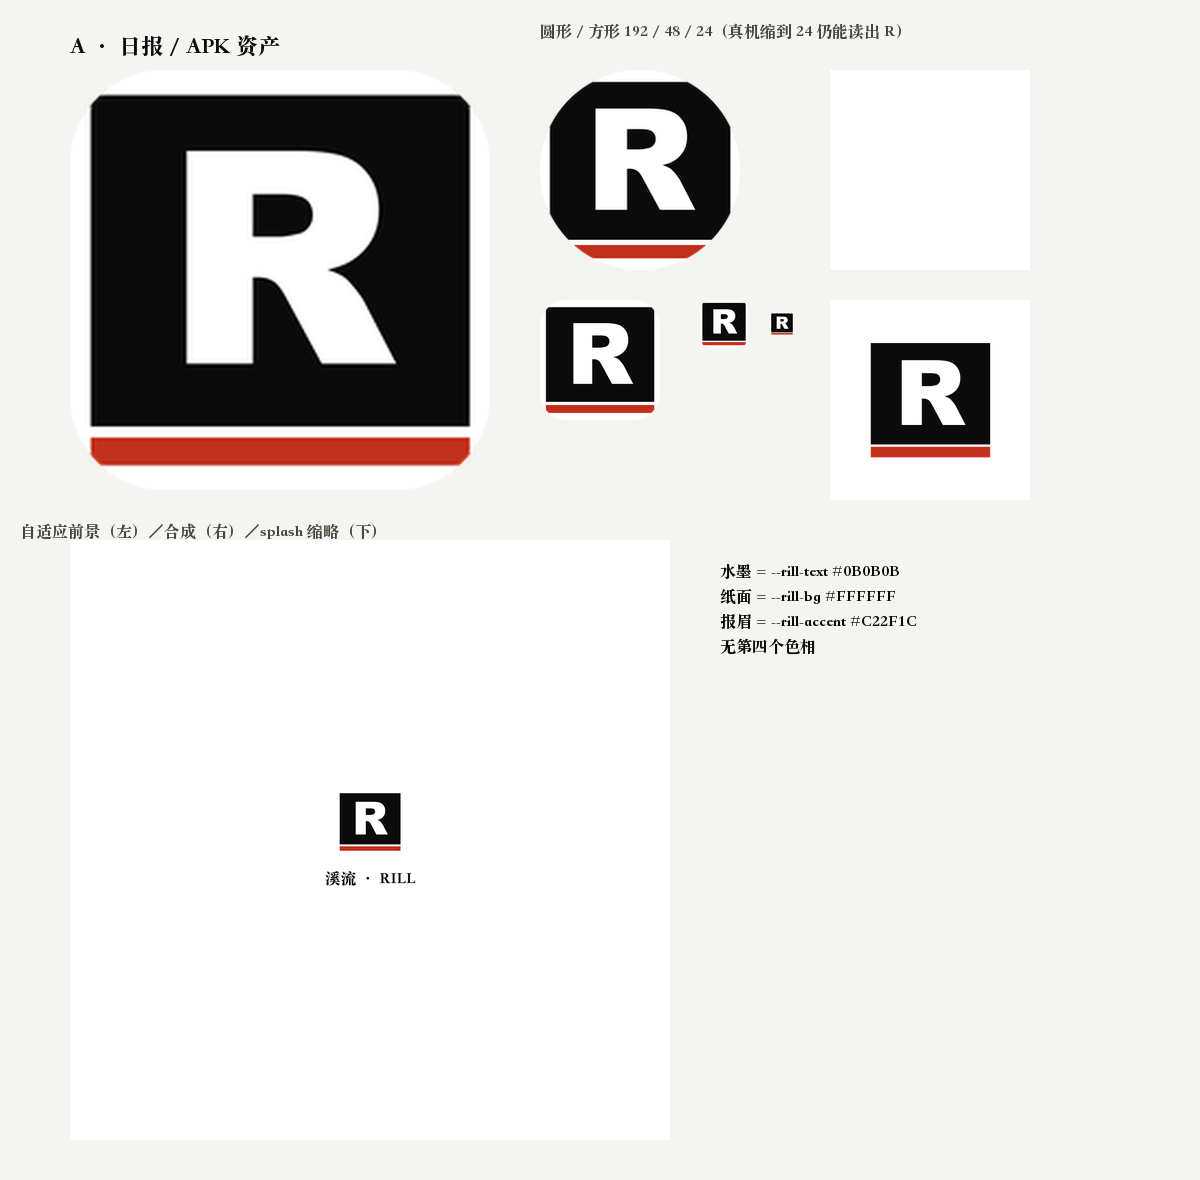 A · 日报 / APK 资产
圆形 / 方形 192 / 48 / 24（真机缩到 24 仍能读出 R）
R
R
R
R
R
R
自适应前景（左）／合成（右）／splash 缩略（下）
R
溪流 · RILL
水墨 = --rill-text #0B0B0B
纸面 = --rill-bg #FFFFFF
报眉 = --rill-accent #C22F1C
无第四个色相